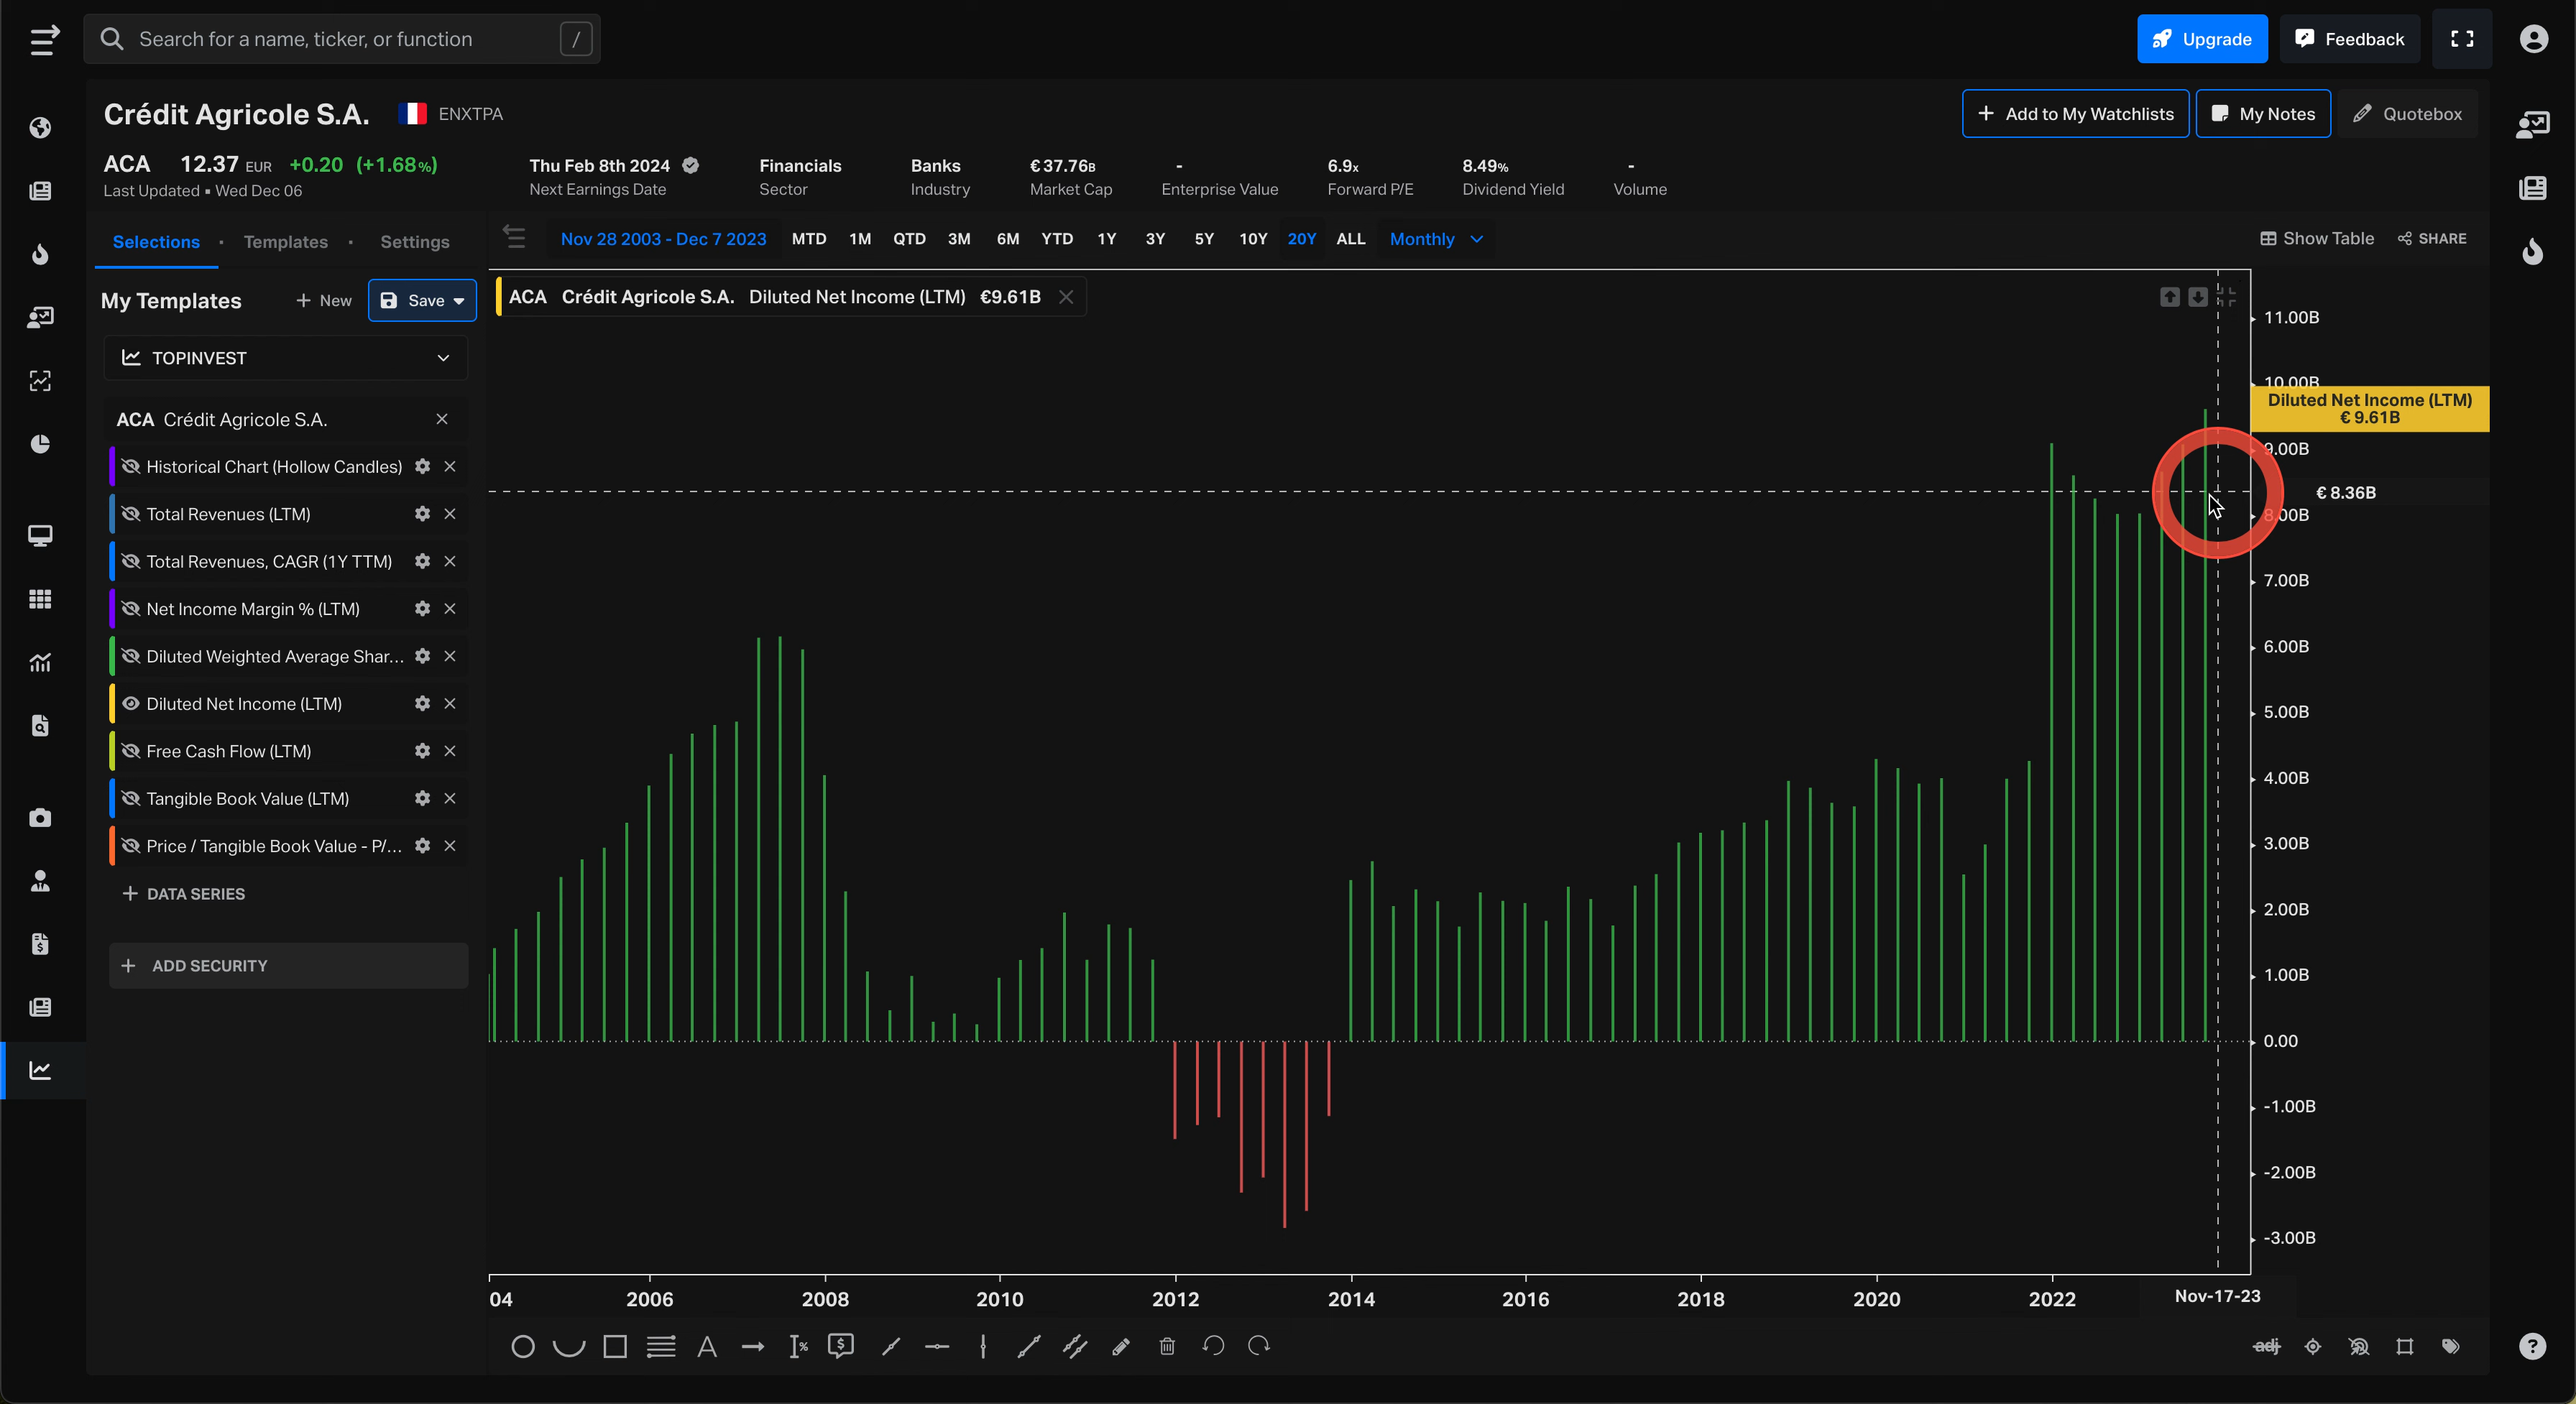 Search for a name, ticker, or function /
Upgrade
Feedback
Crédit Agricole S.A. ENXTPA
Add to My Watchlists
My Notes
Quotebox
ACA 12.37 EUR +0.20 (+1.68%)
Last Updated ▪ Wed Dec 06
Thu Feb 8th 2024
Next Earnings Date
Financials
Sector
Banks
Industry
€37.76B
Market Cap
-
Enterprise Value
6.9x
Forward P/E
8.49%
Dividend Yield
-
Volume
Selections · Templates · Settings
Nov 28 2003 - Dec 7 2023 MTD 1M QTD 3M 6M YTD 1Y 3Y 5Y 10Y 20Y ALL Monthly
Show Table SHARE
My Templates + New Save
TOPINVEST
ACA Crédit Agricole S.A.
Historical Chart (Hollow Candles)
Total Revenues (LTM)
Total Revenues, CAGR (1Y TTM)
Net Income Margin % (LTM)
Diluted Weighted Average Shar...
Diluted Net Income (LTM)
Free Cash Flow (LTM)
Tangible Book Value (LTM)
Price / Tangible Book Value - P/...
+ DATA SERIES
+ ADD SECURITY
ACA Crédit Agricole S.A. Diluted Net Income (LTM) €9.61B
11.00B
10.00B
Diluted Net Income (LTM)
€ 9.61B
9.00B
€ 8.36B
8.00B
7.00B
6.00B
5.00B
4.00B
3.00B
2.00B
1.00B
0.00
-1.00B
-2.00B
-3.00B
04 2006 2008 2010 2012 2014 2016 2018 2020 2022 Nov-17-23
A
%
$
adj
?